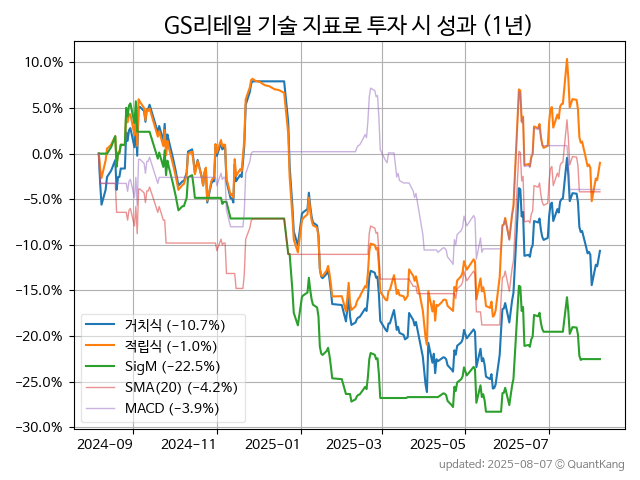 GS리테일 기술 지표로 투자 시 성과 (1년)
10.0%
5.0%
0.0%
−5.0%
−10.0%
−15.0%
−20.0%
−25.0%
−30.0%
거치식 (−10.7%)
적립식 (−1.0%)
SigM (−22.5%)
SMA(20) (−4.2%)
MACD (−3.9%)
2024-09
2024-11
2025-01
2025-03
2025-05
2025-07
updated: 2025-08-07 ⓒ QuantKang